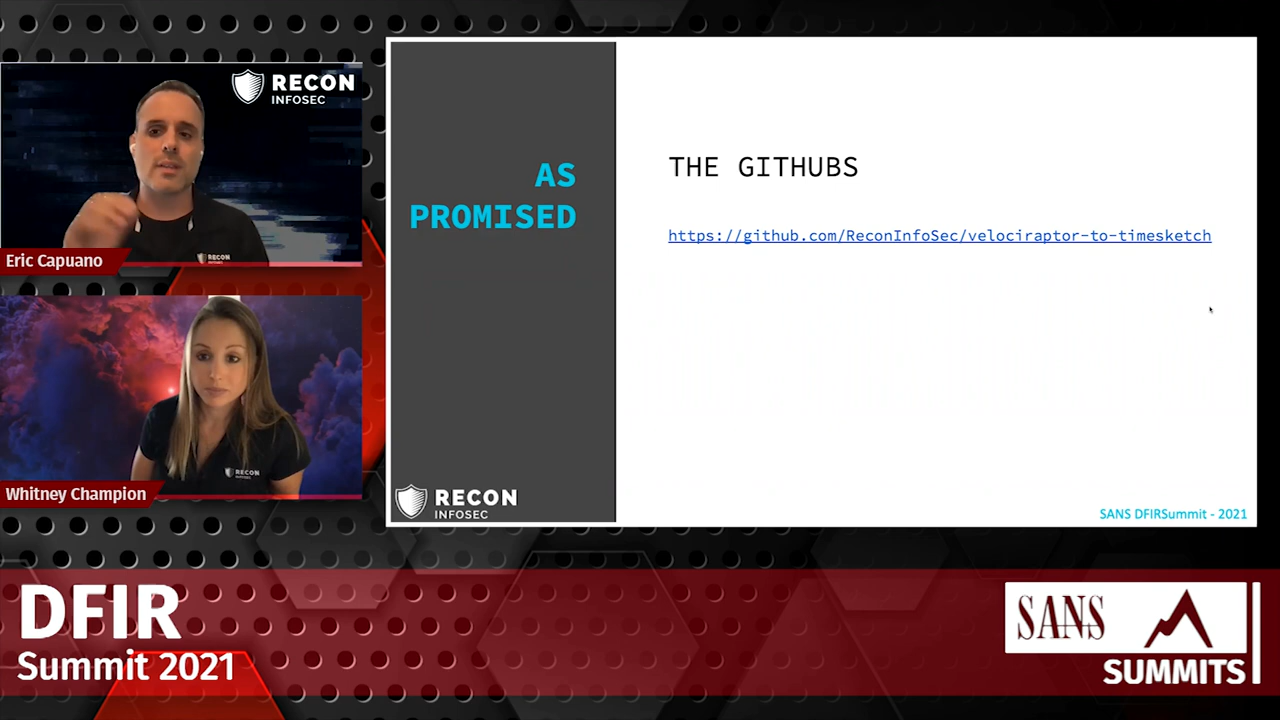 RECON
INFOSEC
RECON
Eric Capuano
RECON
Whitney Champion
AS
PROMISED
THE GITHUBS
https://github.com/ReconInfoSec/velociraptor-to-timesketch
RECON
INFOSEC
SANS DFIRSummit - 2021
DFIR
Summit 2021
SANS
SUMMITS